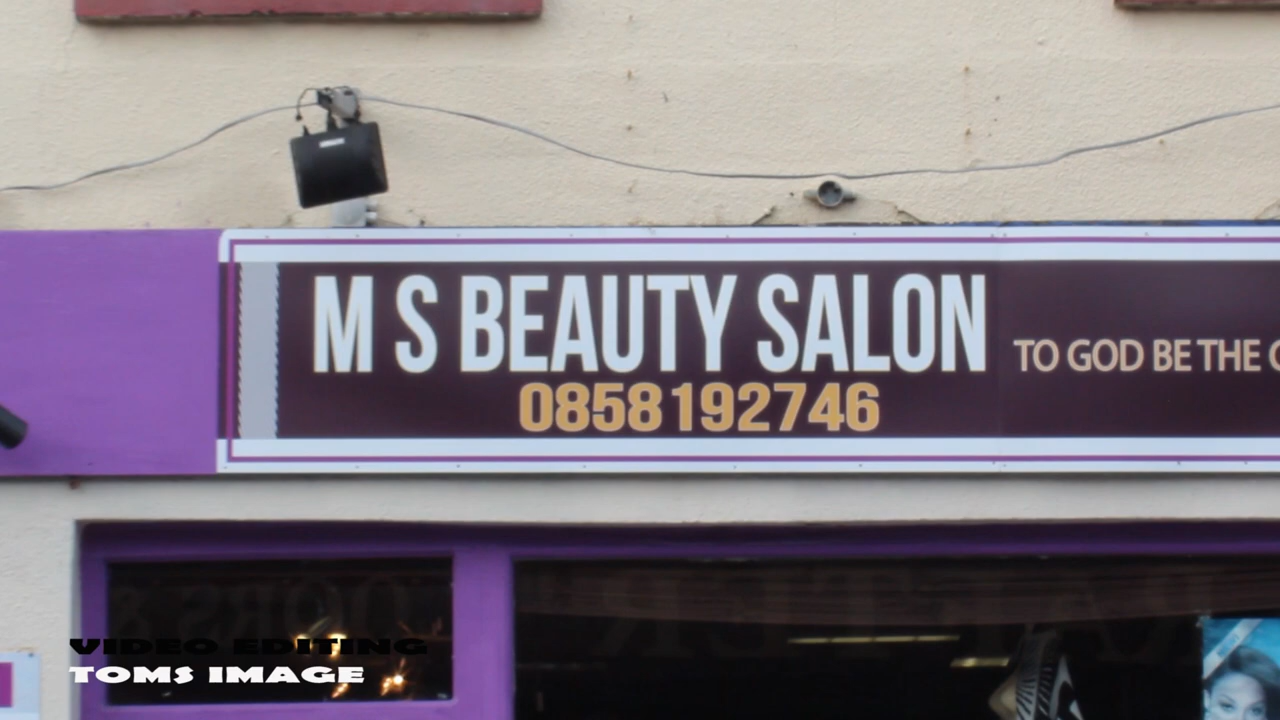 M S BEAUTY SALON
TO GOD BE THE
0858192746
VIDEO EDITING
TOMS IMAGE